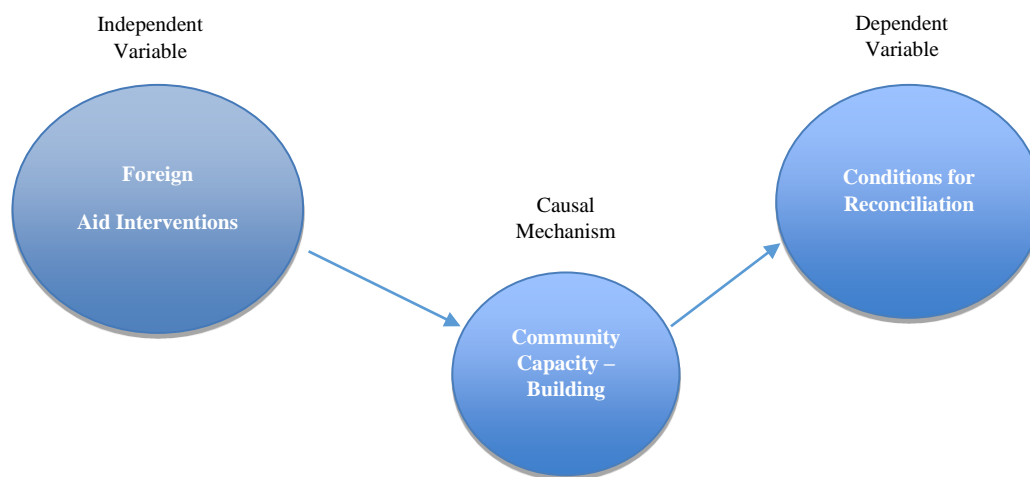 Independent
Variable
Foreign
Aid Interventions
Causal
Mechanism
Community
Capacity –
Building
Dependent
Variable
Conditions for
Reconciliation